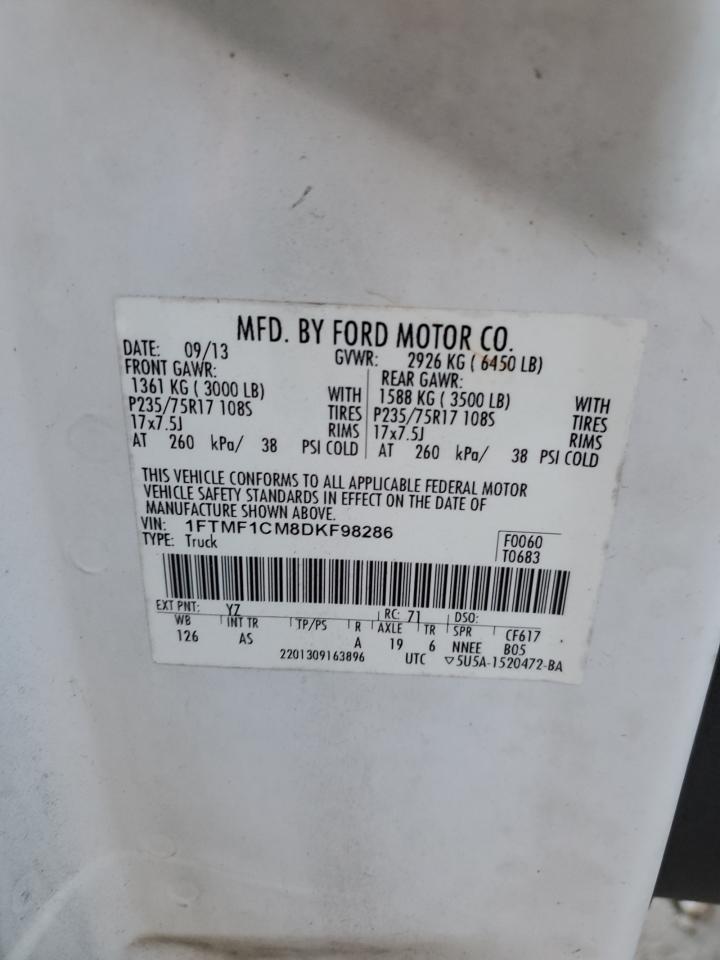 MFD. BY FORD MOTOR CO.
DATE: 09/13 GVWR: 2926 KG ( 6450 LB)
FRONT GAWR: REAR GAWR:
1361 KG ( 3000 LB) WITH 1588 KG ( 3500 LB) WITH
P235/75R17 108S TIRES P235/75R17 108S TIRES
17x7.5J RIMS 17x7.5J RIMS
AT 260 kPa/ 38 PSI COLD AT 260 kPa/ 38 PSI COLD
THIS VEHICLE CONFORMS TO ALL APPLICABLE FEDERAL MOTOR
VEHICLE SAFETY STANDARDS IN EFFECT ON THE DATE OF
MANUFACTURE SHOWN ABOVE.
VIN: 1FTMF1CM8DKF98286 F0060
TYPE: Truck T0683
EXT PNT: YZ RC: 71 DSO:
WB INT TR TP/PS R AXLE TR SPR CF617
126 AS A 19 6 NNEE B05
2201309163896 UTC ▽5U5A-1520472-BA